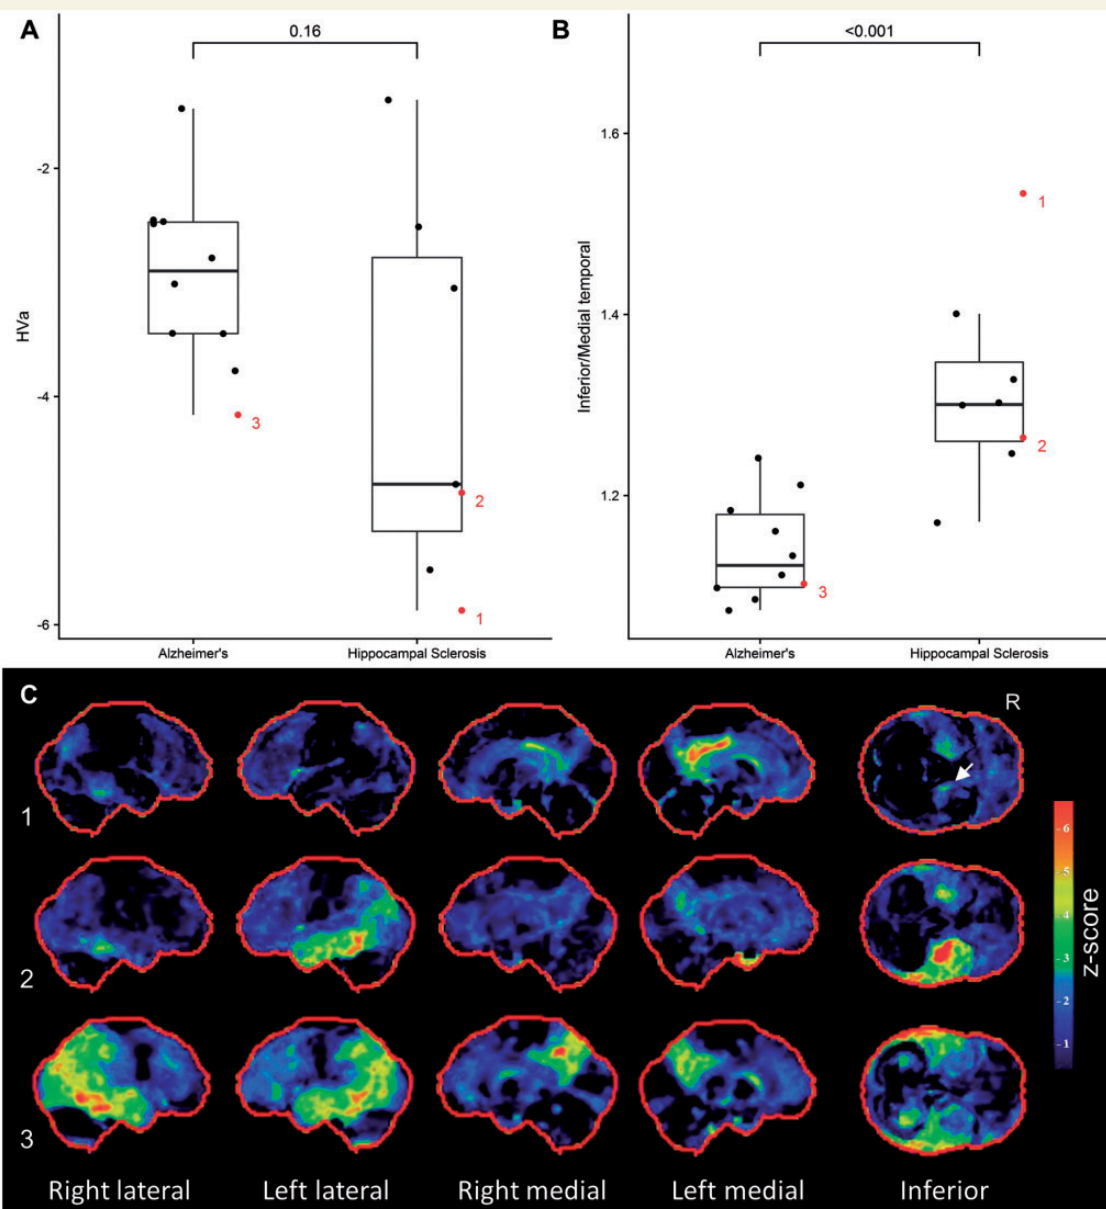 A
0.16
HVa
-2
-4
-6
3
2
1
Alzheimer's
Hippocampal Sclerosis
B
<0.001
Inferior/Medial temporal
1.6
1.4
1.2
1
2
3
Alzheimer's
Hippocampal Sclerosis
C
R
1
2
3
6
5
4
3
2
1
z-score
Right lateral
Left lateral
Right medial
Left medial
Inferior